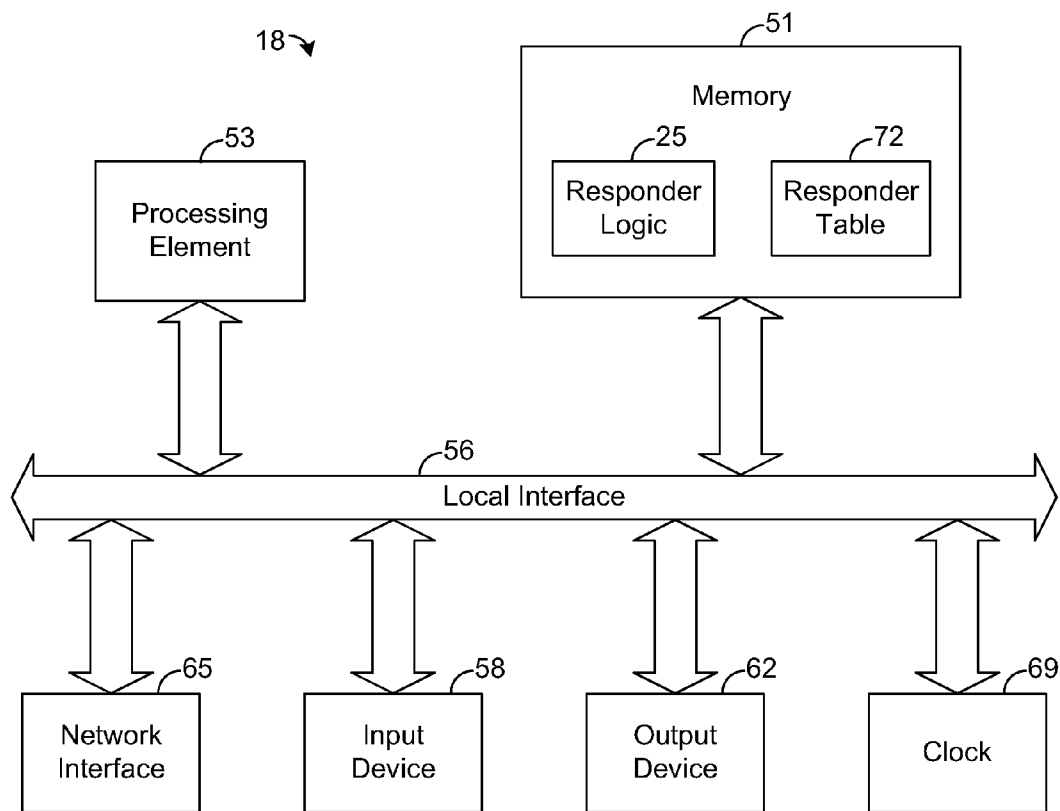 18
51
Memory
53
25
72
Processing
Element
Responder
Logic
Responder
Table
56
Local Interface
65
58
62
69
Network
Interface
Input
Device
Output
Device
Clock